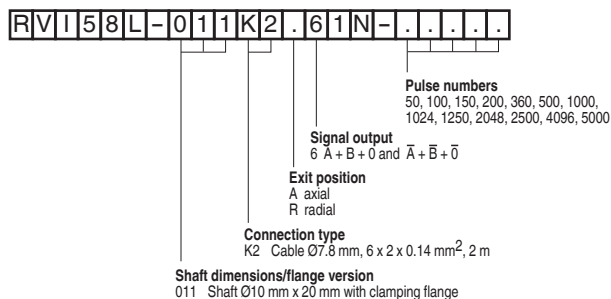 RVI58L-011K2.61N-.....
Pulse numbers
50, 100, 150, 200, 360, 500, 1000,
1024, 1250, 2048, 2500, 4096, 5000
Signal output
6 A + B + 0 and A̅ + B̅ + 0̅
Exit position
A axial
R radial
Connection type
K2 Cable Ø7.8 mm, 6 x 2 x 0.14 mm², 2 m
Shaft dimensions/flange version
011 Shaft Ø10 mm x 20 mm with clamping flange